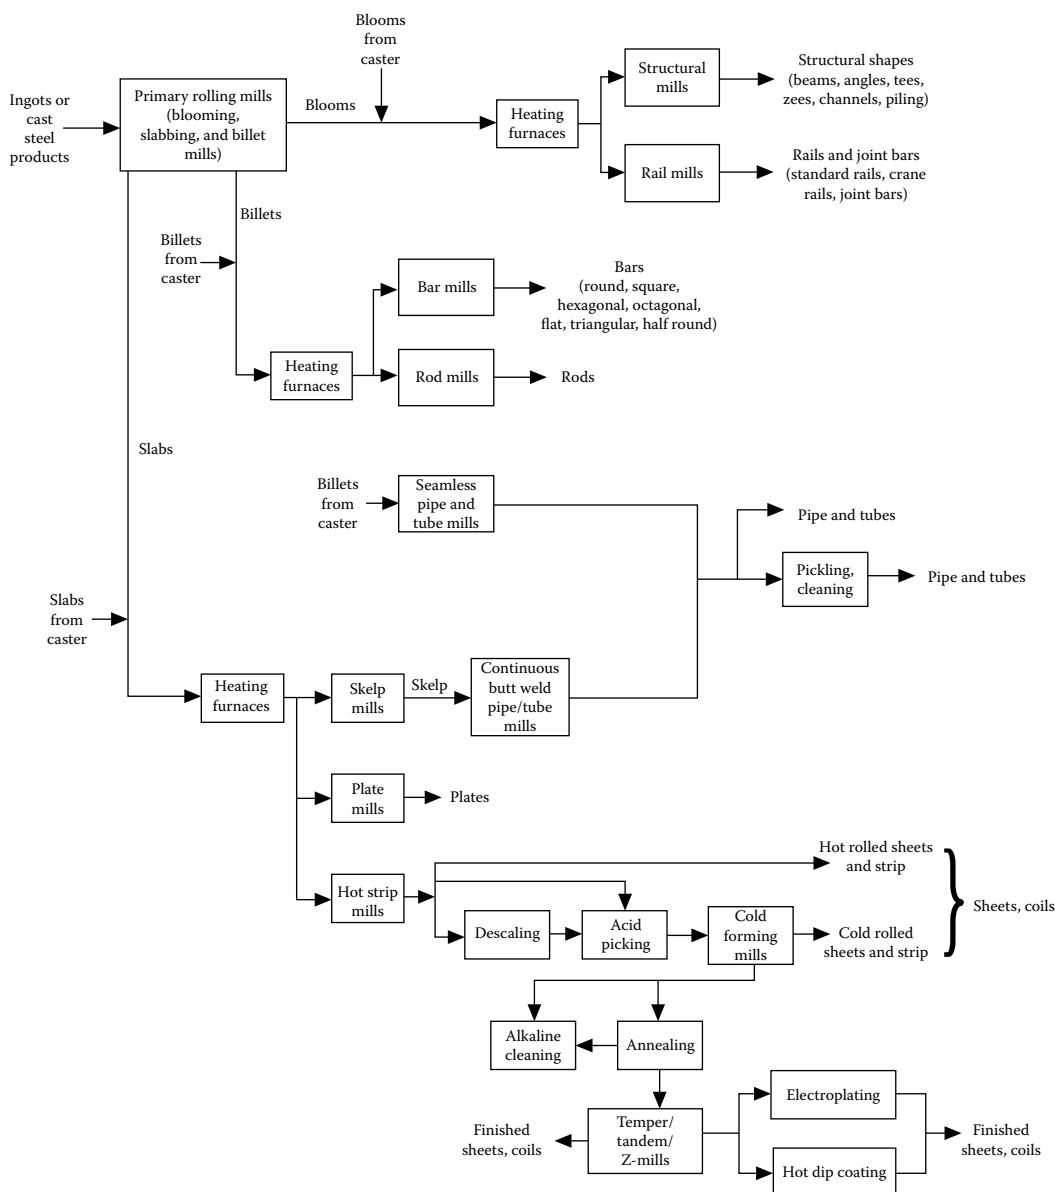 Blooms
from
caster
Ingots or
cast
steel
products
Primary rolling mills
(blooming,
slabbing, and billet
mills)
Blooms
Heating
furnaces
Structural
mills
Structural shapes
(beams, angles, tees,
zees, channels, piling)
Rail mills
Rails and joint bars
(standard rails, crane
rails, joint bars)
Billets
Billets
from
caster
Bar mills
Bars
(round, square,
hexagonal, octagonal,
flat, triangular, half round)
Heating
furnaces
Rod mills
Rods
Slabs
Billets
from
caster
Seamless
pipe and
tube mills
Pipe and tubes
Pickling,
cleaning
Pipe and tubes
Slabs
from
caster
Heating
furnaces
Skelp
mills
Skelp
Continuous
butt weld
pipe/tube
mills
Plate
mills
Plates
Hot strip
mills
Hot rolled sheets
and strip
Descaling
Acid
picking
Cold
forming
mills
Cold rolled
sheets and strip
Sheets, coils
Alkaline
cleaning
Annealing
Finished
sheets, coils
Temper/
tandem/
Z-mills
Electroplating
Hot dip coating
Finished
sheets, coils